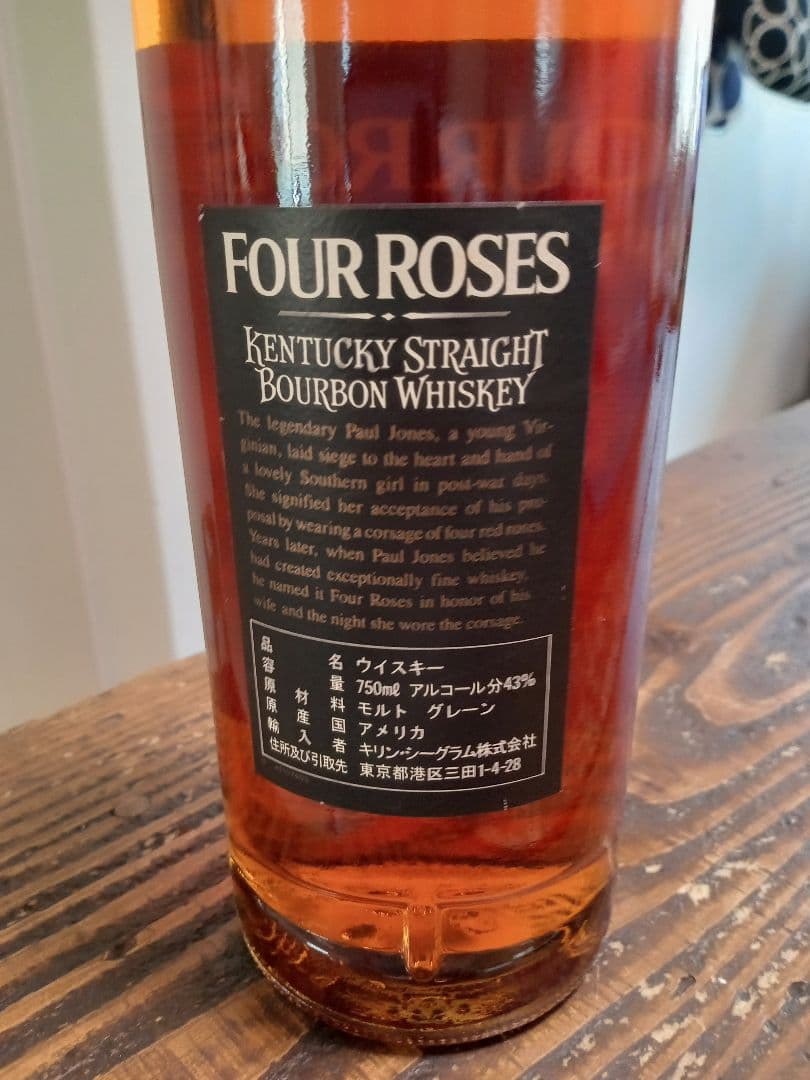 FOUR ROSES
KENTUCKY STRAIGHT
BOURBON WHISKEY
The legendary Paul Jones, a young Vir-
ginian, laid siege to the heart and hand of
a lovely Southern girl in post-war days.
She signified her acceptance of his pro-
posal by wearing a corsage of four red roses.
Years later, when Paul Jones believed he
had created exceptionally fine whiskey,
he named it Four Roses in honor of his
wife and the night she wore the corsage.
品名 ウイスキー
容量 750mℓ アルコール分43%
原材料 モルト グレーン
原産国 アメリカ
輸入者 キリン・シーグラム株式会社
住所及び引取先 東京都港区三田1-4-28